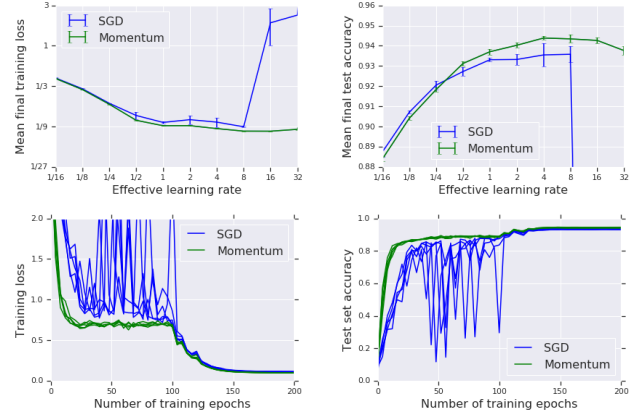 3
1
1/3
1/9
1/27
Mean final training loss
SGD
Momentum
1/16 1/8 1/4 1/2 1 2 4 8 16 32
Effective learning rate
0.96
0.95
0.94
0.93
0.92
0.91
0.90
0.89
0.88
Mean final test accuracy
SGD
Momentum
1/16 1/8 1/4 1/2 1 2 4 8 16 32
Effective learning rate
2.0
1.5
1.0
0.5
0.0
Training loss
SGD
Momentum
0 50 100 150 200
Number of training epochs
1.0
0.8
0.6
0.4
0.2
0.0
Test set accuracy
SGD
Momentum
0 50 100 150 200
Number of training epochs